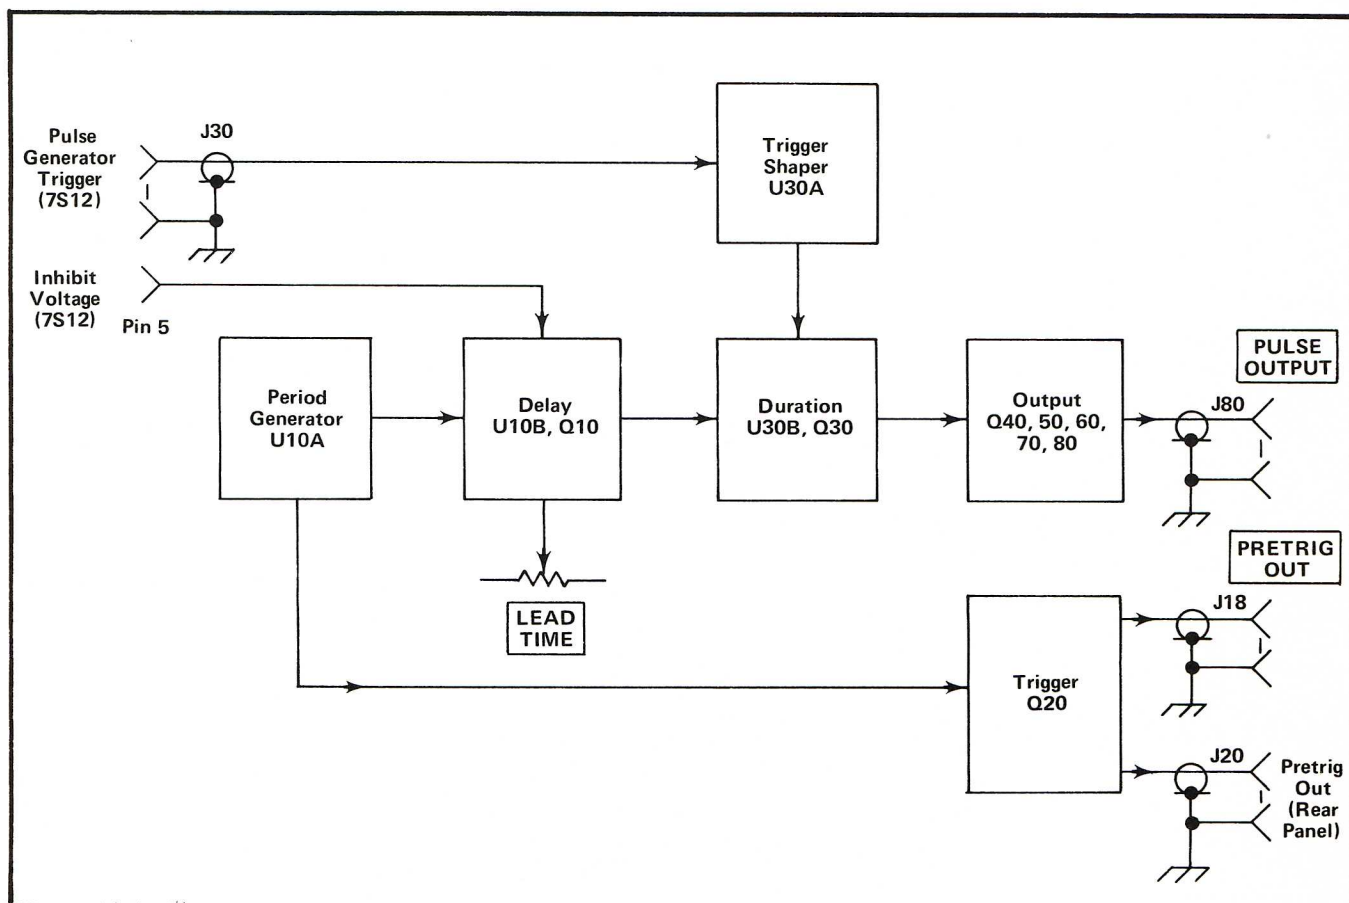 Pulse
Generator
Trigger
(7S12)
J30
Trigger
Shaper
U30A
Inhibit
Voltage
(7S12)
Pin 5
Period
Generator
U10A
Delay
U10B, Q10
Duration
U30B, Q30
Output
Q40, 50, 60,
70, 80
PULSE
OUTPUT
J80
LEAD
TIME
PRETRIG
OUT
J18
Trigger
Q20
J20
Pretrig
Out
(Rear
Panel)